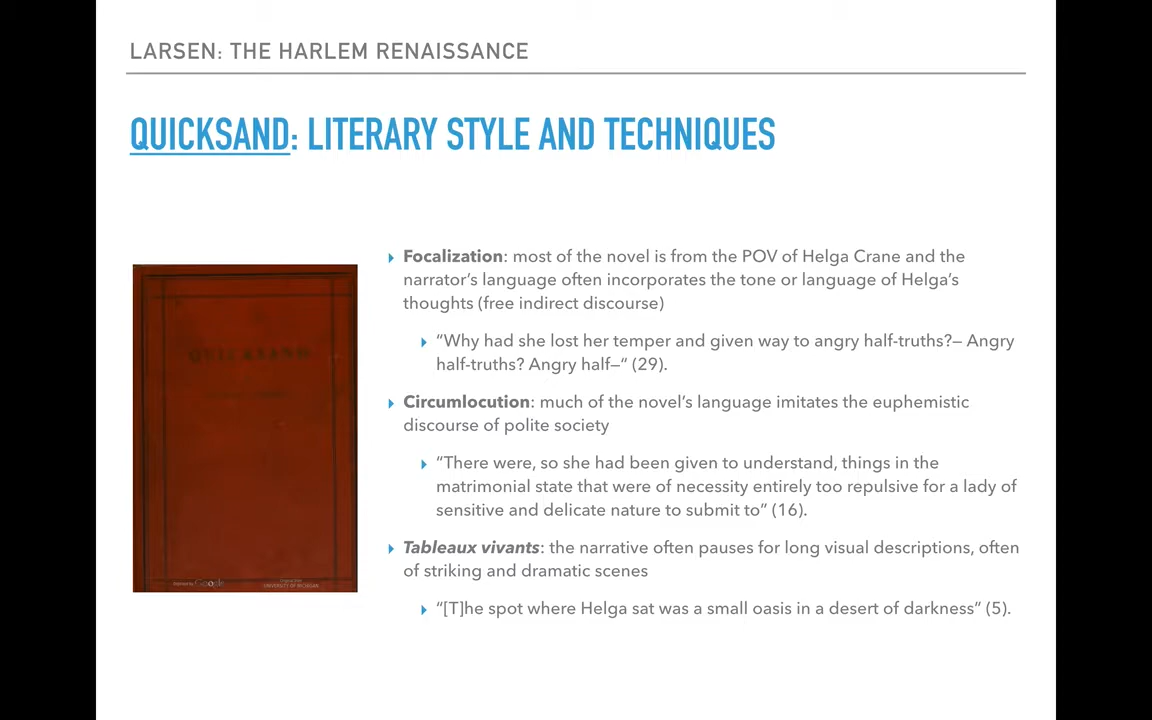 LARSEN: THE HARLEM RENAISSANCE
QUICKSAND: LITERARY STYLE AND TECHNIQUES
Focalization: most of the novel is from the POV of Helga Crane and the
narrator’s language often incorporates the tone or language of Helga’s
thoughts (free indirect discourse)
“Why had she lost her temper and given way to angry half-truths?— Angry
half-truths? Angry half—“ (29).
Circumlocution: much of the novel’s language imitates the euphemistic
discourse of polite society
“There were, so she had been given to understand, things in the
matrimonial state that were of necessity entirely too repulsive for a lady of
sensitive and delicate nature to submit to” (16).
Tableaux vivants: the narrative often pauses for long visual descriptions, often
of striking and dramatic scenes
“[T]he spot where Helga sat was a small oasis in a desert of darkness” (5).
QUICKSAND
Google
UNIVERSITY OF MICHIGAN